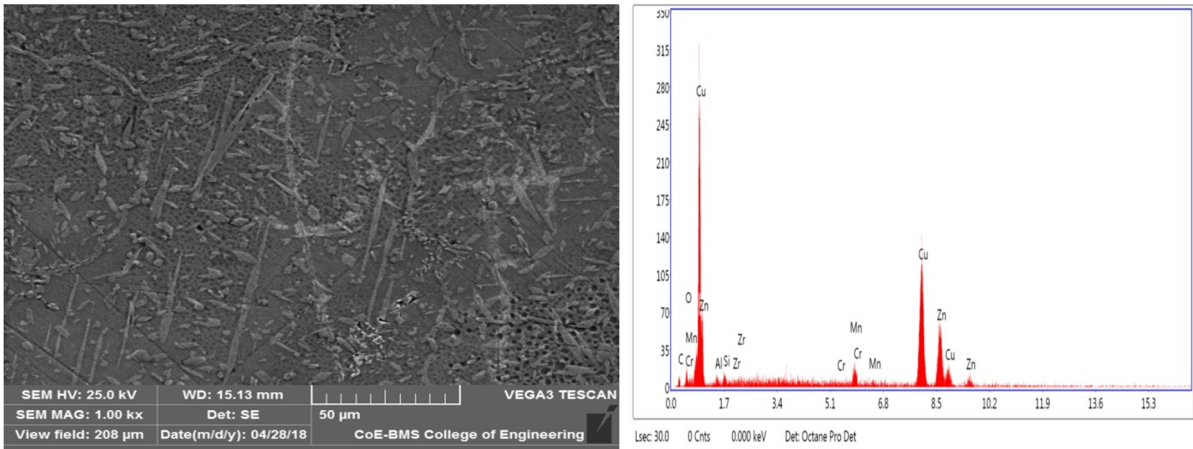 SEM HV: 25.0 kV
WD: 15.13 mm
VEGA3 TESCAN
SEM MAG: 1.00 kx
Det: SE
50 µm
View field: 208 µm
Date(m/d/y): 04/28/18
CoE-BMS College of Engineering
350
315
280
245
210
175
140
105
70
35
0
Cu
O
Zn
Mn
C
Cr
Al
Si
Zr
Zr
Mn
Cr
Cr
Mn
Cu
Zn
Cu
Zn
0.0 1.7 3.4 5.1 6.8 8.5 10.2 11.9 13.6 15.3
Lsec: 30.0 0 Cnts 0.000 keV Det: Octane Pro Det